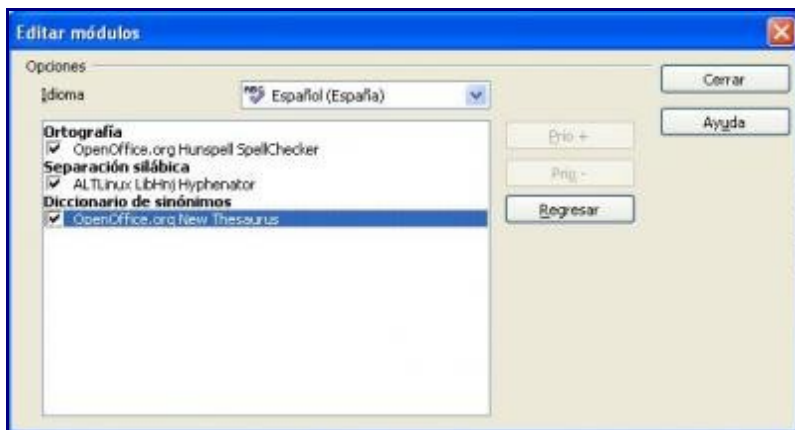 Editar módulos
Opciones
Idioma
Español (España)
Cerrar
Ayuda
Ortografía
OpenOffice.org Hunspell SpellChecker
Separación silábica
ALTLinux LibHnj Hyphenator
Diccionario de sinónimos
OpenOffice.org New Thesaurus
Prio +
Prio -
Regresar